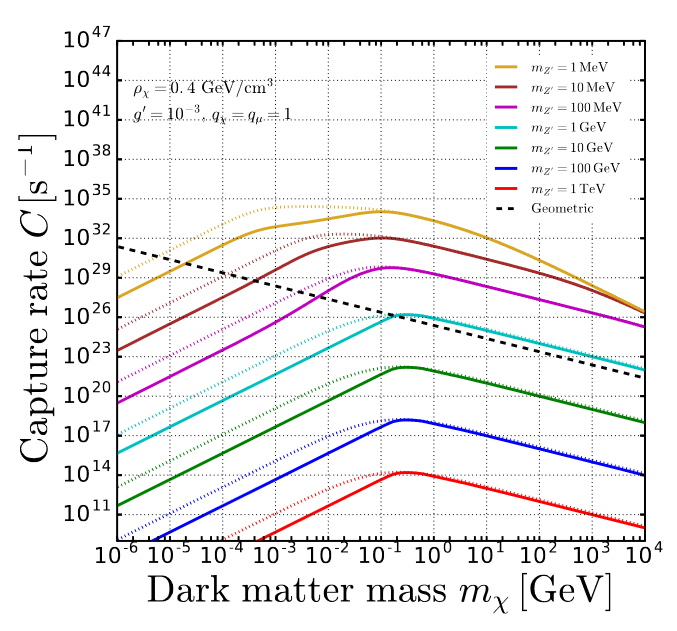 10^47
10^44
10^41
10^38
10^35
10^32
10^29
10^26
10^23
10^20
10^17
10^14
10^11
Capture rate C [s^−1]
ρ_χ = 0.4 GeV/cm^3
g′ = 10^−3, q_χ = q_μ = 1
m_Z′ = 1 MeV
m_Z′ = 10 MeV
m_Z′ = 100 MeV
m_Z′ = 1 GeV
m_Z′ = 10 GeV
m_Z′ = 100 GeV
m_Z′ = 1 TeV
Geometric
10^-6 10^-5 10^-4 10^-3 10^-2 10^-1 10^0 10^1 10^2 10^3 10^4
Dark matter mass m_χ [GeV]